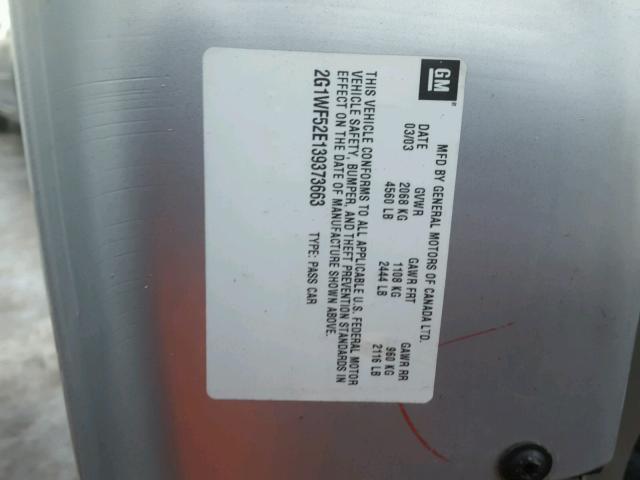 GM
MFD BY GENERAL MOTORS OF CANADA LTD.
DATE GVWR GAWR FRT GAWR RR
03/03 2068 KG 1108 KG 960 KG
4560 LB 2444 LB 2116 LB
THIS VEHICLE CONFORMS TO ALL APPLICABLE U.S. FEDERAL MOTOR
VEHICLE SAFETY, BUMPER, AND THEFT PREVENTION STANDARDS IN
EFFECT ON THE DATE OF MANUFACTURE SHOWN ABOVE.
2G1WF52E139373663 TYPE: PASS CAR